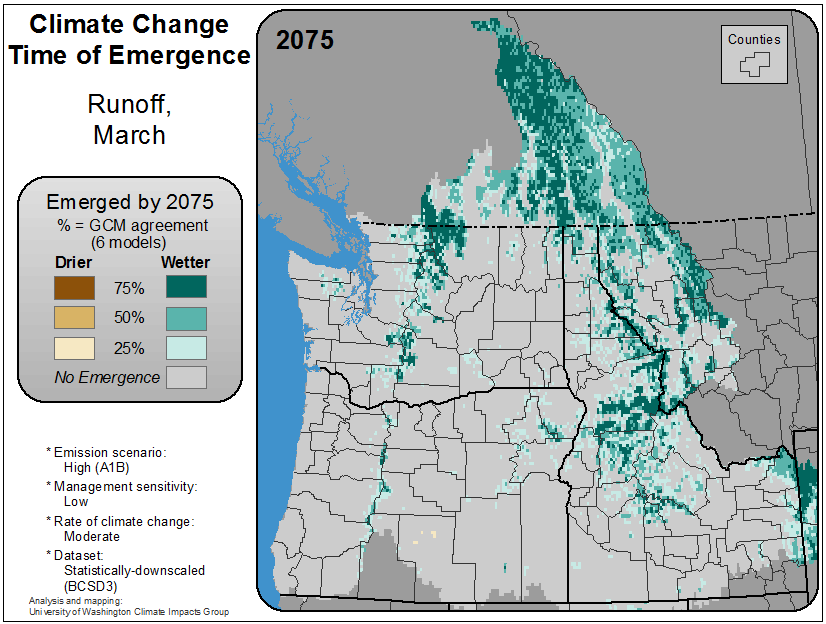 Climate Change
Time of Emergence
Runoff,
March
Emerged by 2075
% = GCM agreement
(6 models)
Drier
Wetter
75%
50%
25%
No Emergence
* Emission scenario:
High (A1B)
* Management sensitivity:
Low
* Rate of climate change:
Moderate
* Dataset:
Statistically-downscaled
(BCSD3)
Analysis and mapping:
University of Washington Climate Impacts Group
2075
Counties